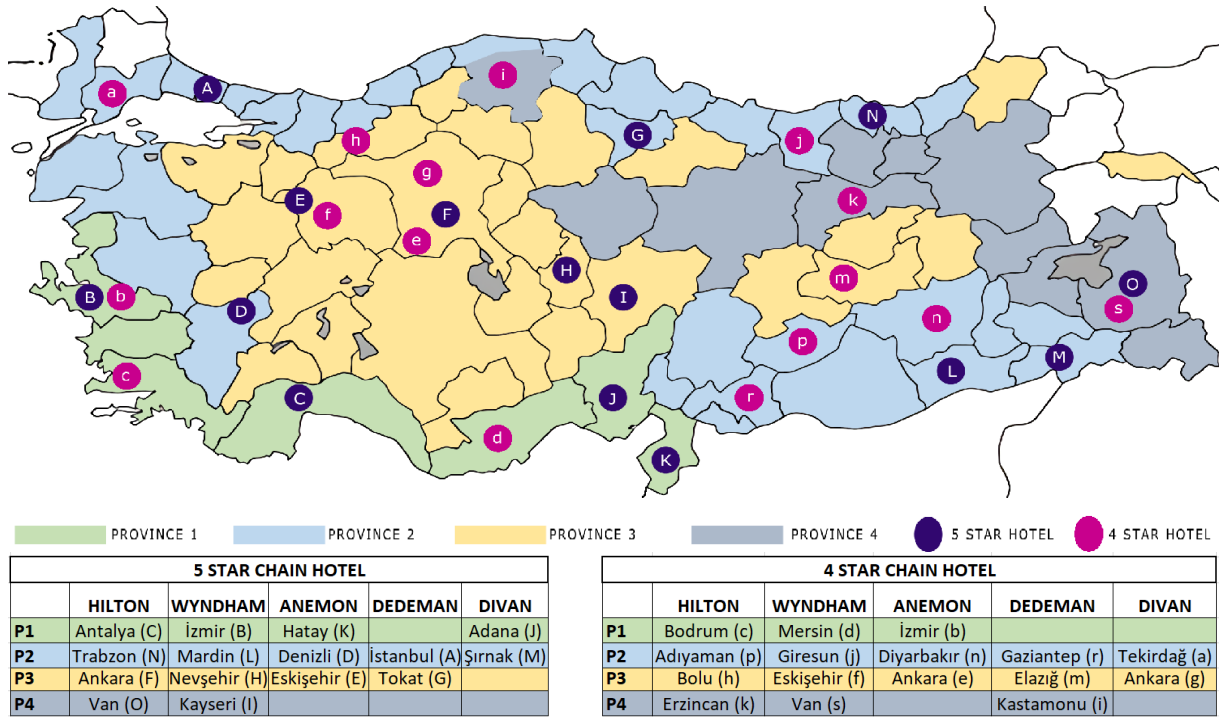 a
A
i
N
h
G
j
g
E
f
F
k
e
H
m
B
b
D
I
O
s
n
p
L
M
c
C
J
r
d
K
PROVINCE 1 PROVINCE 2 PROVINCE 3 PROVINCE 4 5 STAR HOTEL 4 STAR HOTEL
5 STAR CHAIN HOTEL
HILTON WYNDHAM ANEMON DEDEMAN DIVAN
P1 Antalya (C) İzmir (B) Hatay (K) Adana (J)
P2 Trabzon (N) Mardin (L) Denizli (D) İstanbul (A) Şırnak (M)
P3 Ankara (F) Nevşehir (H) Eskişehir (E) Tokat (G)
P4 Van (O) Kayseri (I)
4 STAR CHAIN HOTEL
HILTON WYNDHAM ANEMON DEDEMAN DIVAN
P1 Bodrum (c) Mersin (d) İzmir (b)
P2 Adıyaman (p) Giresun (j) Diyarbakır (n) Gaziantep (r) Tekirdağ (a)
P3 Bolu (h) Eskişehir (f) Ankara (e) Elazığ (m) Ankara (g)
P4 Erzincan (k) Van (s) Kastamonu (i)